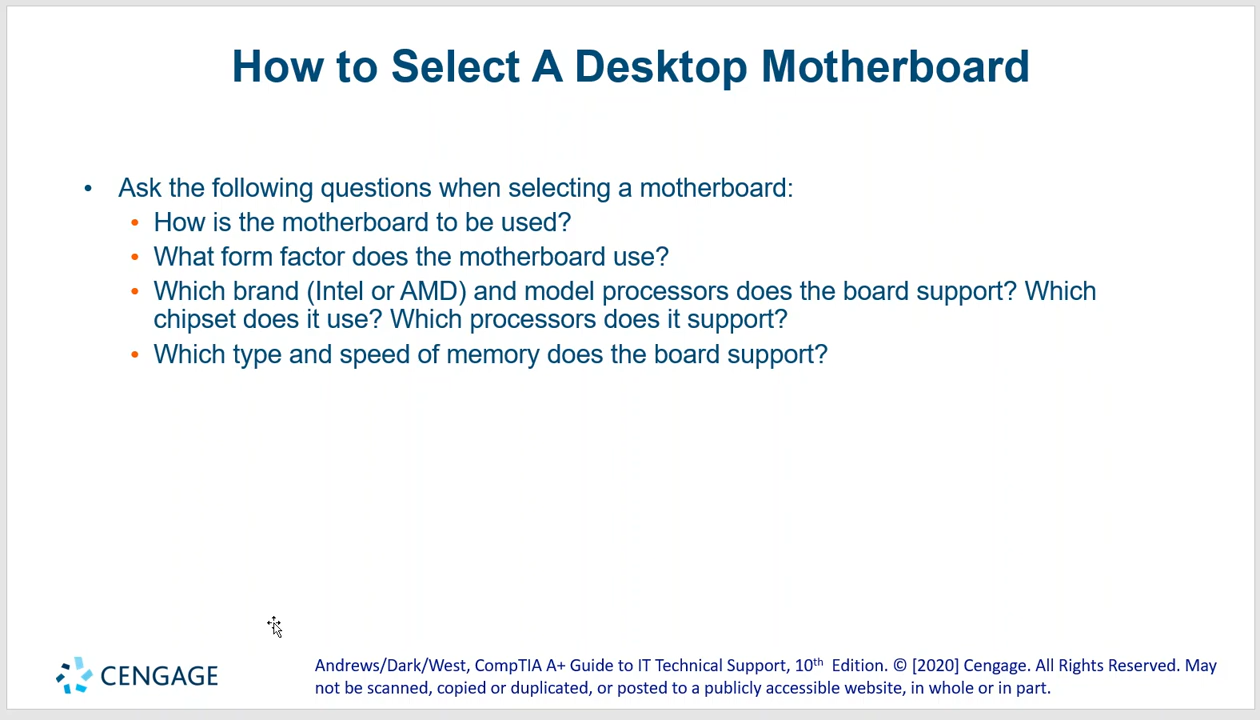 How to Select A Desktop Motherboard
• Ask the following questions when selecting a motherboard:
• How is the motherboard to be used?
• What form factor does the motherboard use?
• Which brand (Intel or AMD) and model processors does the board support? Which
chipset does it use? Which processors does it support?
• Which type and speed of memory does the board support?
CENGAGE
Andrews/Dark/West, CompTIA A+ Guide to IT Technical Support, 10th Edition. © [2020] Cengage. All Rights Reserved. May
not be scanned, copied or duplicated, or posted to a publicly accessible website, in whole or in part.